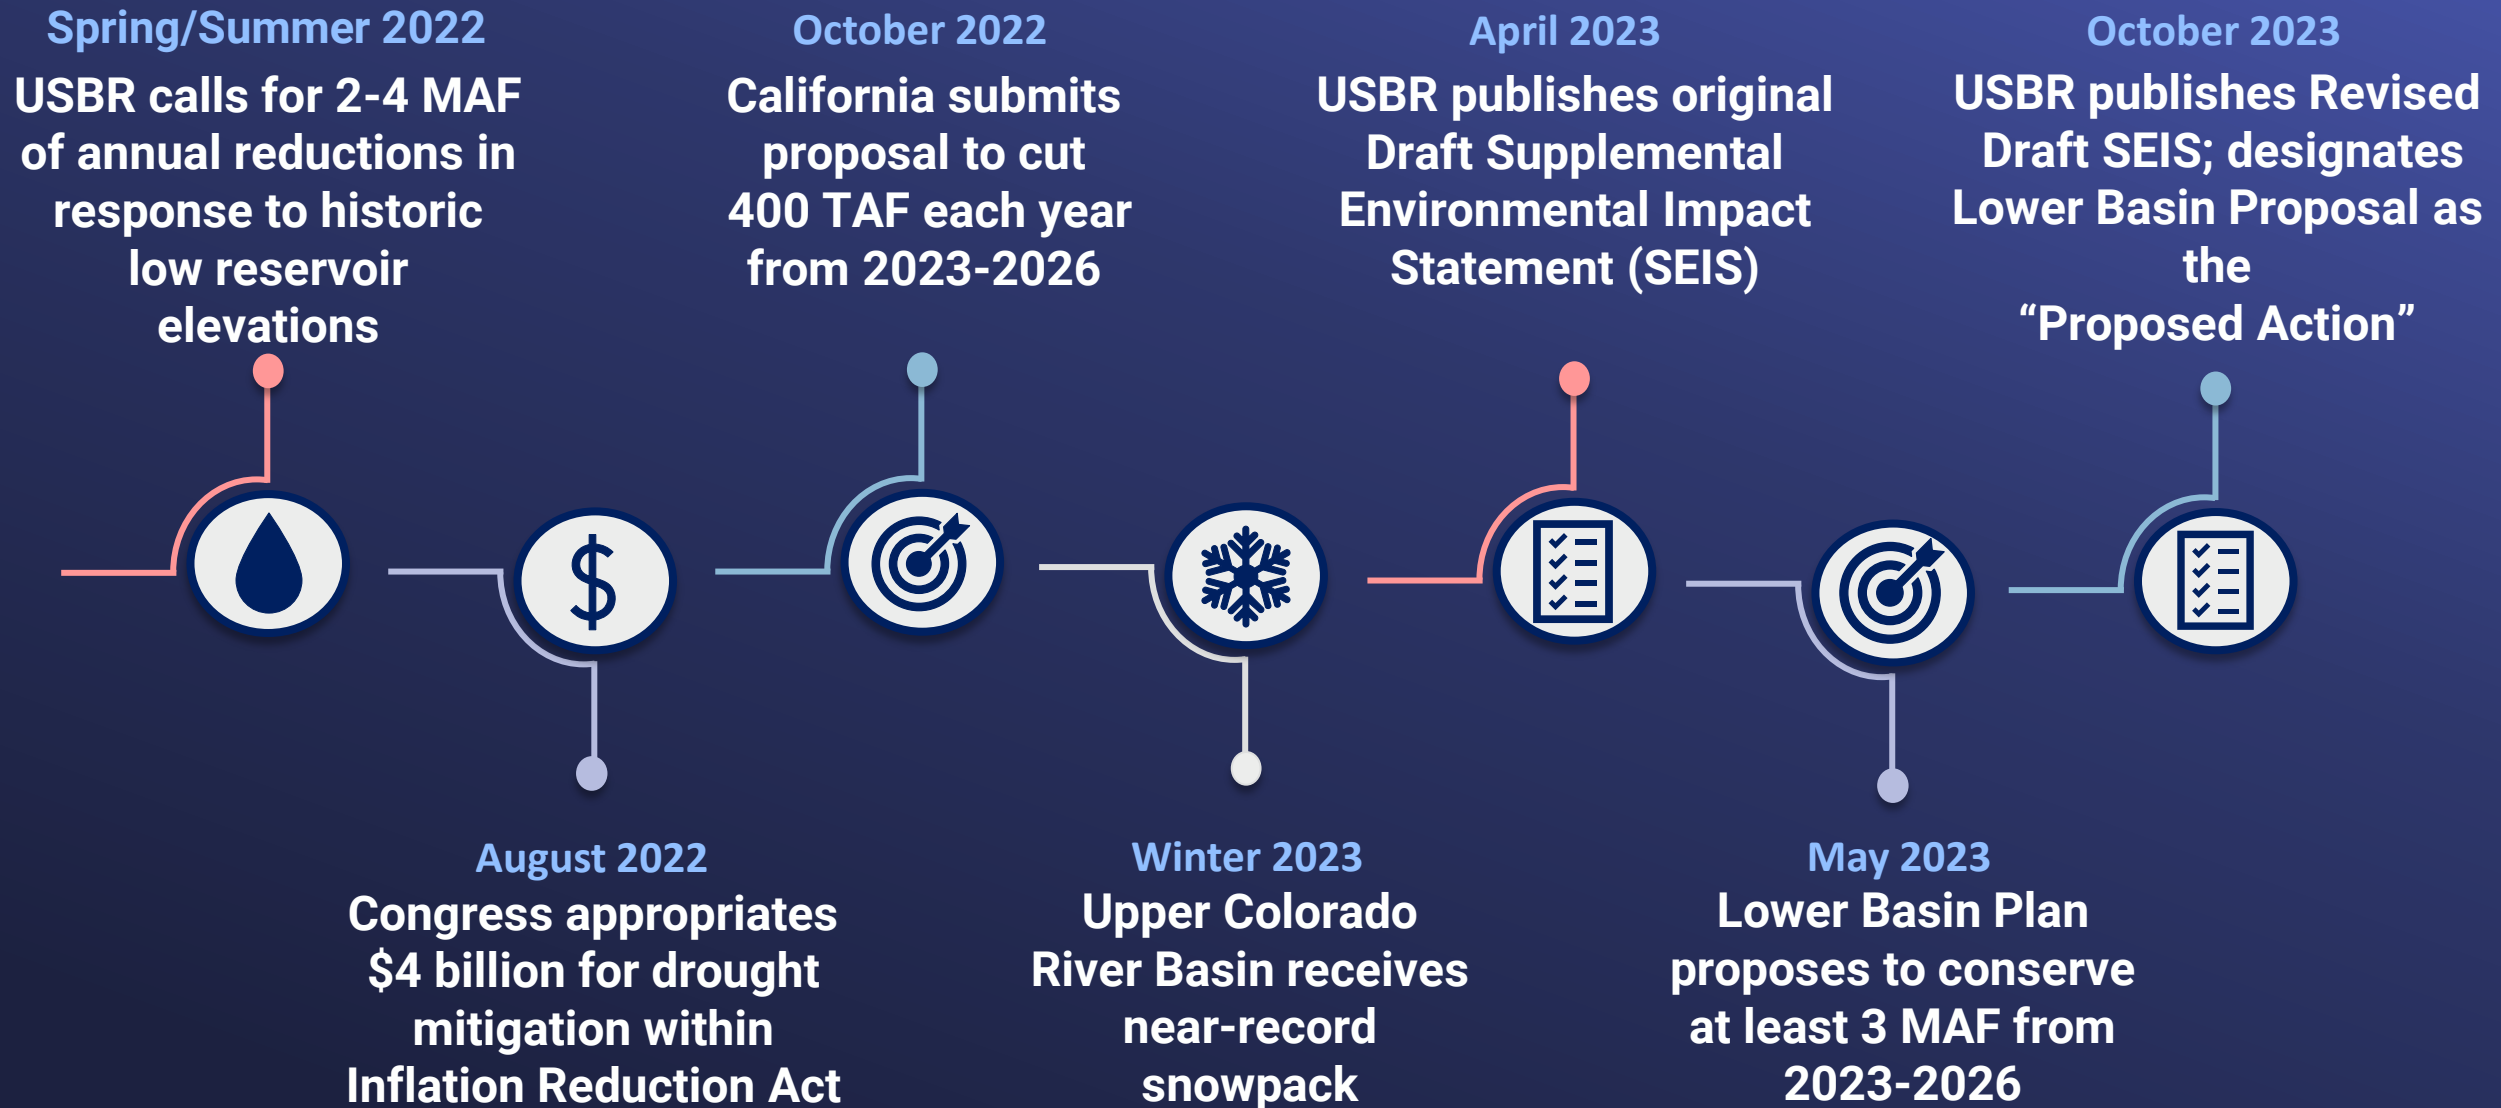 Spring/Summer 2022
USBR calls for 2-4 MAF
of annual reductions in
response to historic
low reservoir
elevations
August 2022
Congress appropriates
$4 billion for drought
mitigation within
Inflation Reduction Act
October 2022
California submits
proposal to cut
400 TAF each year
from 2023-2026
Winter 2023
Upper Colorado
River Basin receives
near-record
snowpack
April 2023
USBR publishes original
Draft Supplemental
Environmental Impact
Statement (SEIS)
May 2023
Lower Basin Plan
proposes to conserve
at least 3 MAF from
2023-2026
October 2023
USBR publishes Revised
Draft SEIS; designates
Lower Basin Proposal as
the
“Proposed Action”